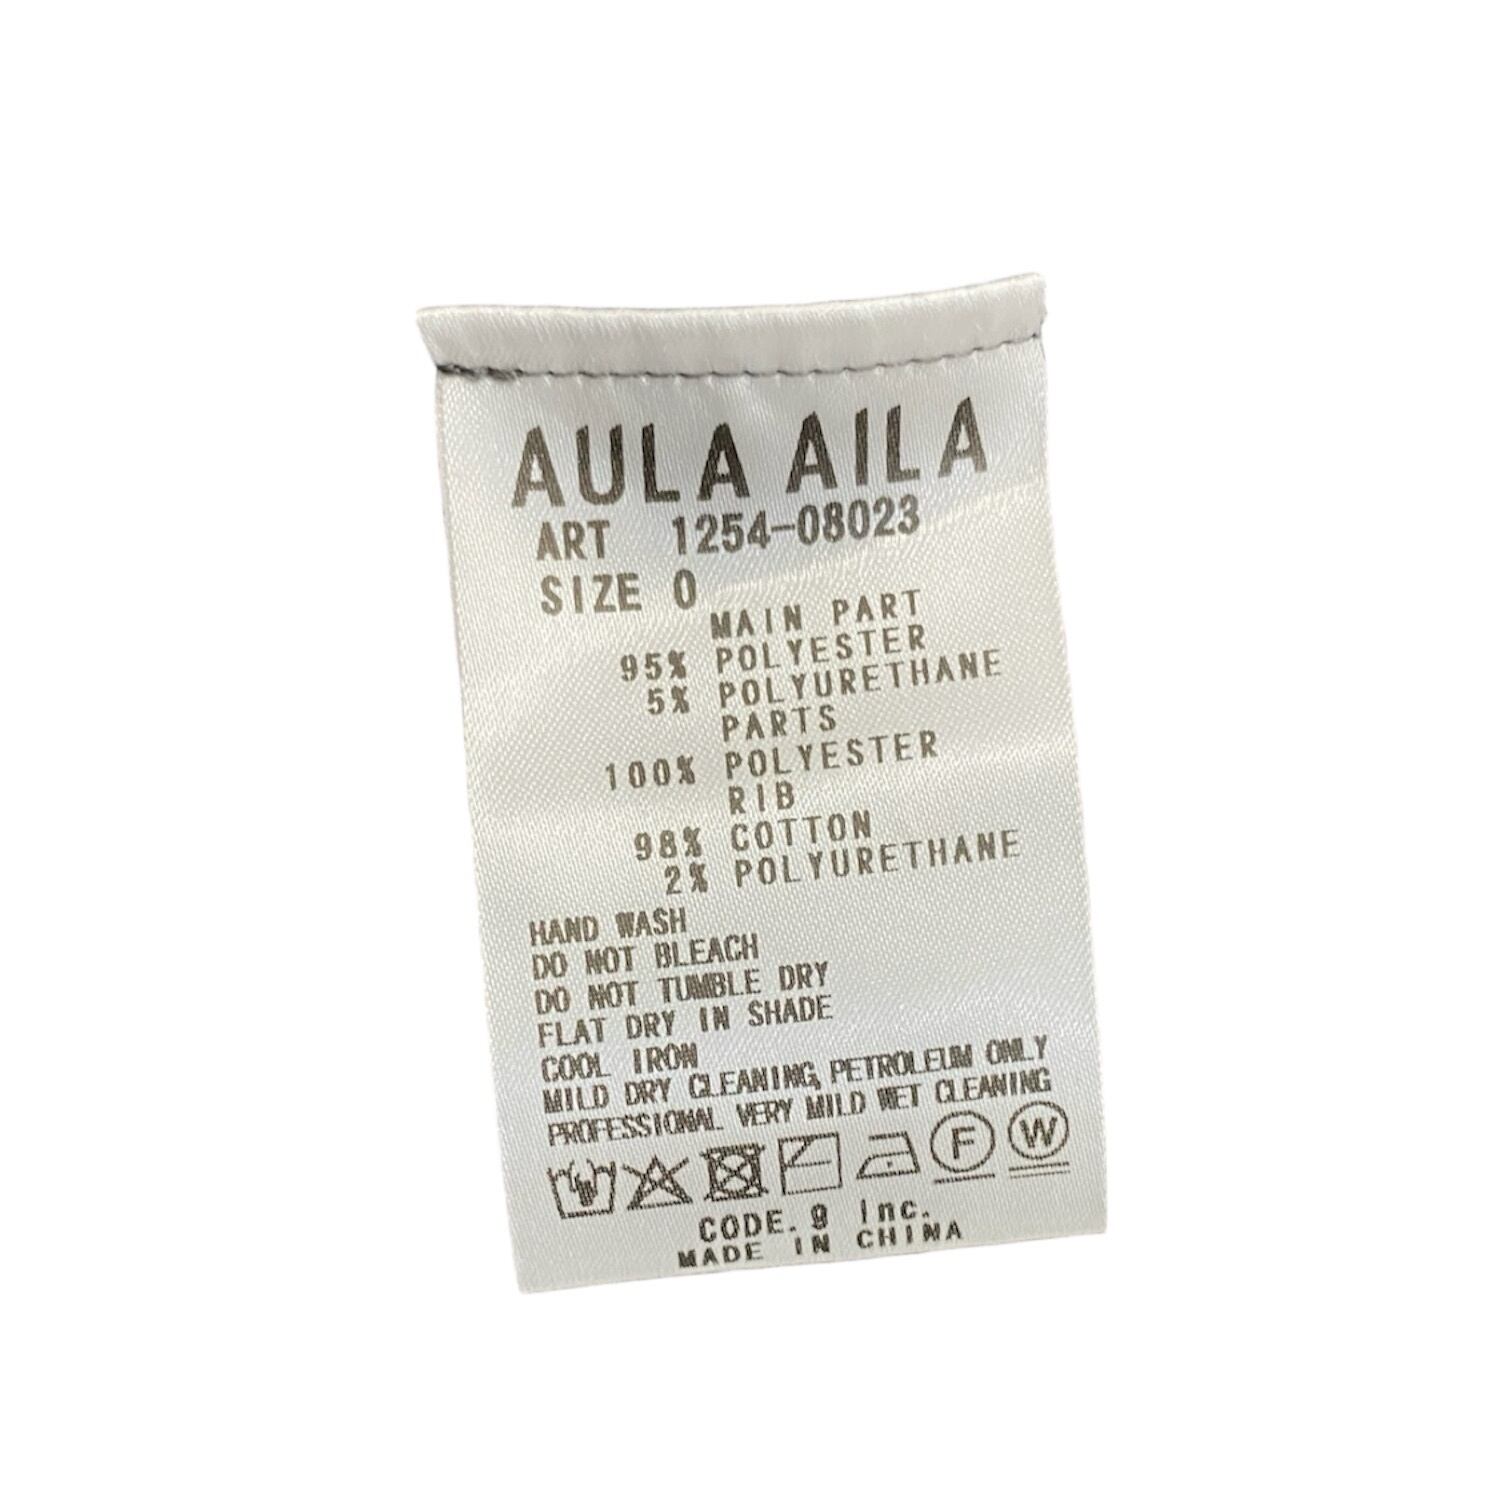 AULA AILA
ART 1254-08023
SIZE 0
MAIN PART
95% POLYESTER
5% POLYURETHANE
PARTS
100% POLYESTER
RIB
98% COTTON
2% POLYURETHANE
HAND WASH
DO NOT BLEACH
DO NOT TUMBLE DRY
FLAT DRY IN SHADE
COOL IRON
MILD DRY CLEANING, PETROLEUM ONLY
PROFESSIONAL VERY MILD WET CLEANING
F W
CODE. g Inc.
MADE IN CHINA